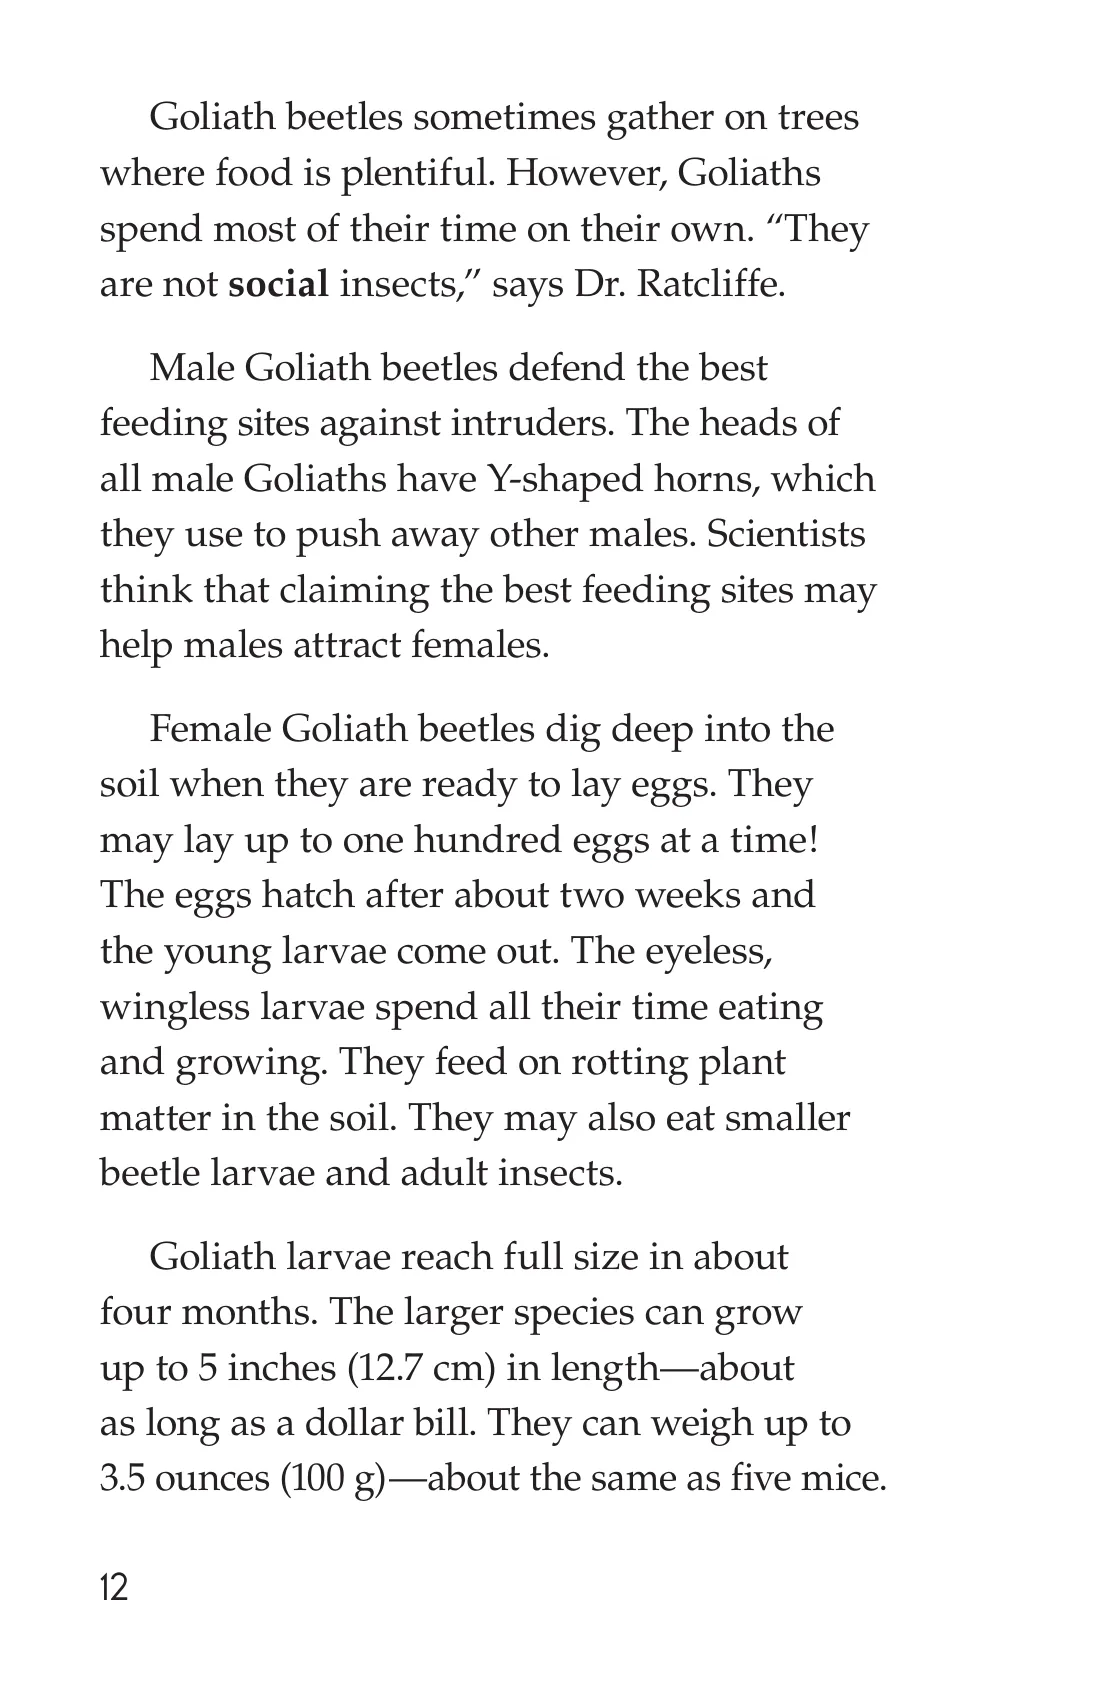 Goliath beetles sometimes gather on trees
where food is plentiful. However, Goliaths
spend most of their time on their own. “They
are not social insects,” says Dr. Ratcliffe.
Male Goliath beetles defend the best
feeding sites against intruders. The heads of
all male Goliaths have Y-shaped horns, which
they use to push away other males. Scientists
think that claiming the best feeding sites may
help males attract females.
Female Goliath beetles dig deep into the
soil when they are ready to lay eggs. They
may lay up to one hundred eggs at a time!
The eggs hatch after about two weeks and
the young larvae come out. The eyeless,
wingless larvae spend all their time eating
and growing. They feed on rotting plant
matter in the soil. They may also eat smaller
beetle larvae and adult insects.
Goliath larvae reach full size in about
four months. The larger species can grow
up to 5 inches (12.7 cm) in length—about
as long as a dollar bill. They can weigh up to
3.5 ounces (100 g)—about the same as five mice.
12